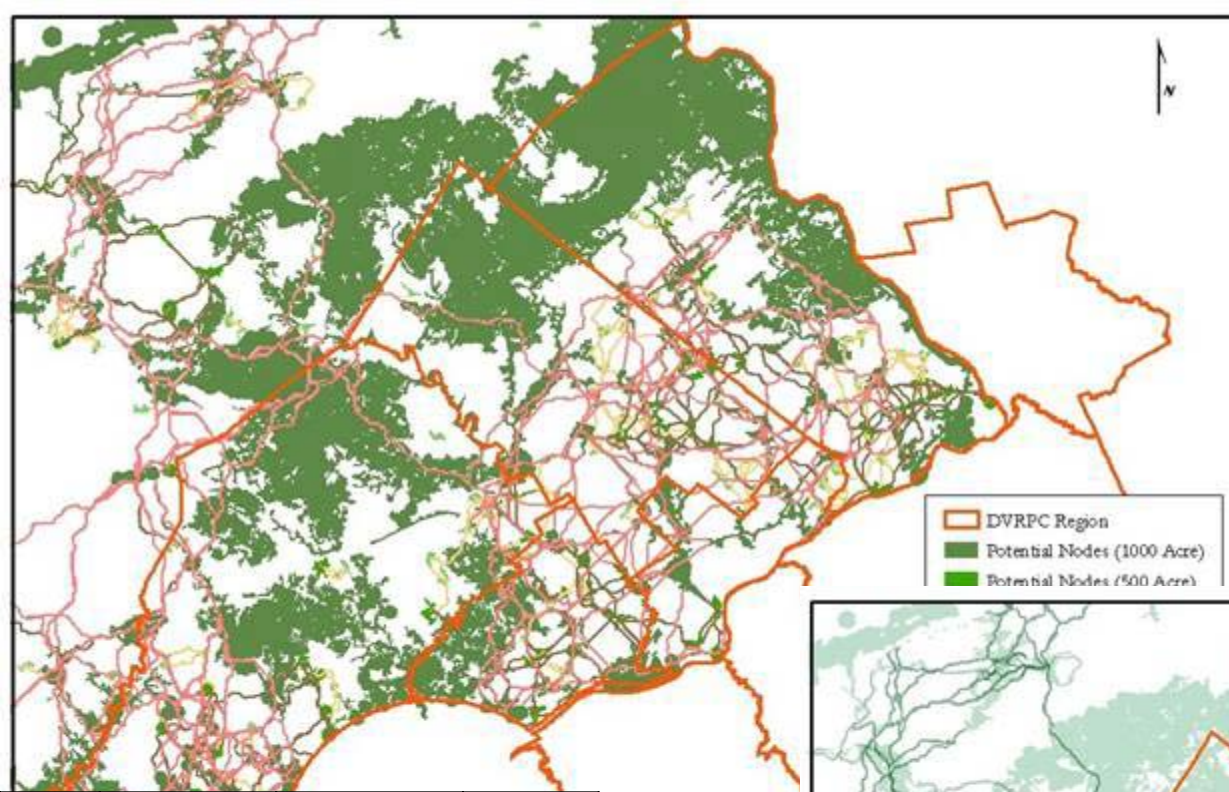 N
DVRPC Region
Potential Nodes (1000 Acre)
Potential Nodes (500 Acre)